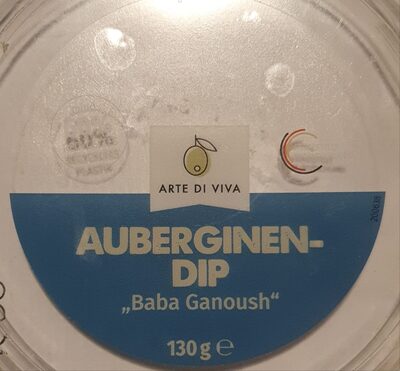 ARTE DI VIVA
AUBERGINEN-
DIP
„Baba Ganoush“
130 g ℮